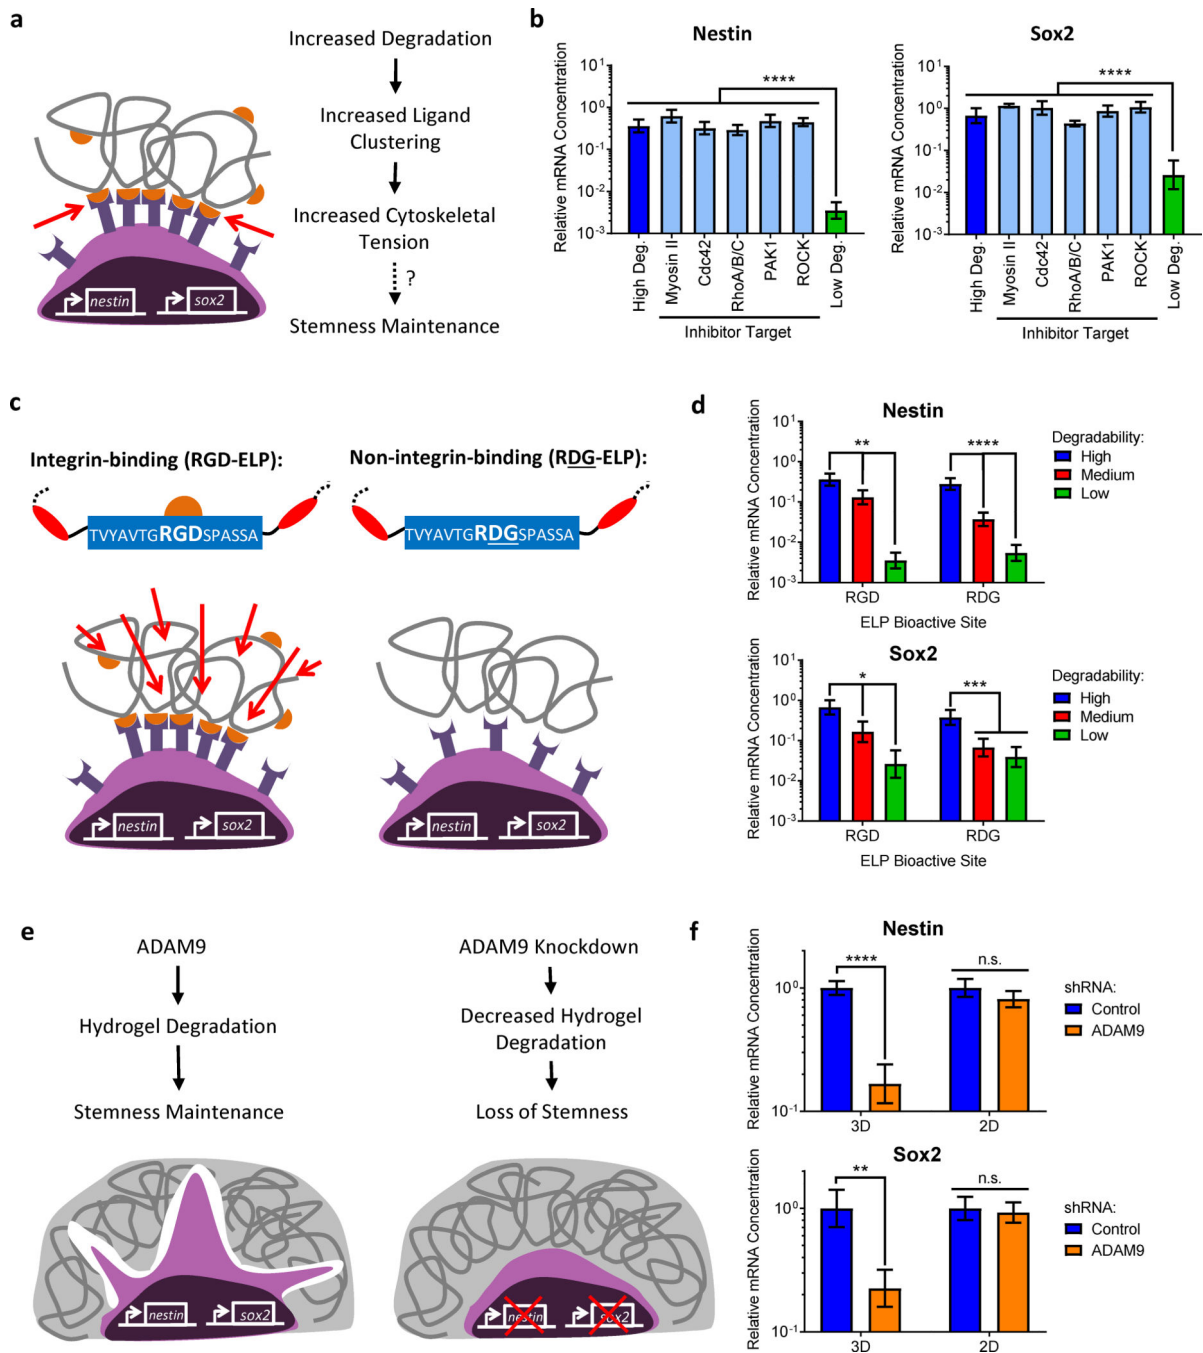 a
Increased Degradation
Increased Ligand
Clustering
Increased Cytoskeletal
Tension
?
Stemness Maintenance
nestin
sox2
b
Nestin
Relative mRNA Concentration
10¹
10⁰
10⁻¹
10⁻²
10⁻³
****
High Deg.
Myosin II
Cdc42
RhoA/B/C
PAK1
ROCK
Low Deg.
Inhibitor Target
Sox2
Relative mRNA Concentration
10¹
10⁰
10⁻¹
10⁻²
10⁻³
****
High Deg.
Myosin II
Cdc42
RhoA/B/C
PAK1
ROCK
Low Deg.
Inhibitor Target
c
Integrin-binding (RGD-ELP):
TVYAVTGRGDSPASSA
Non-integrin-binding (RDG-ELP):
TVYAVTGRDGSPASSA
nestin
sox2
nestin
sox2
d
Nestin
Relative mRNA Concentration
10¹
10⁰
10⁻¹
10⁻²
10⁻³
**
****
RGD
RDG
ELP Bioactive Site
Degradability:
High
Medium
Low
Sox2
Relative mRNA Concentration
10¹
10⁰
10⁻¹
10⁻²
10⁻³
*
***
RGD
RDG
ELP Bioactive Site
Degradability:
High
Medium
Low
e
ADAM9
Hydrogel Degradation
Stemness Maintenance
ADAM9 Knockdown
Decreased Hydrogel
Degradation
Loss of Stemness
nestin
sox2
nestin
sox2
f
Nestin
Relative mRNA Concentration
10⁰
10⁻¹
****
n.s.
3D
2D
shRNA:
Control
ADAM9
Sox2
Relative mRNA Concentration
10⁰
10⁻¹
**
n.s.
3D
2D
shRNA:
Control
ADAM9